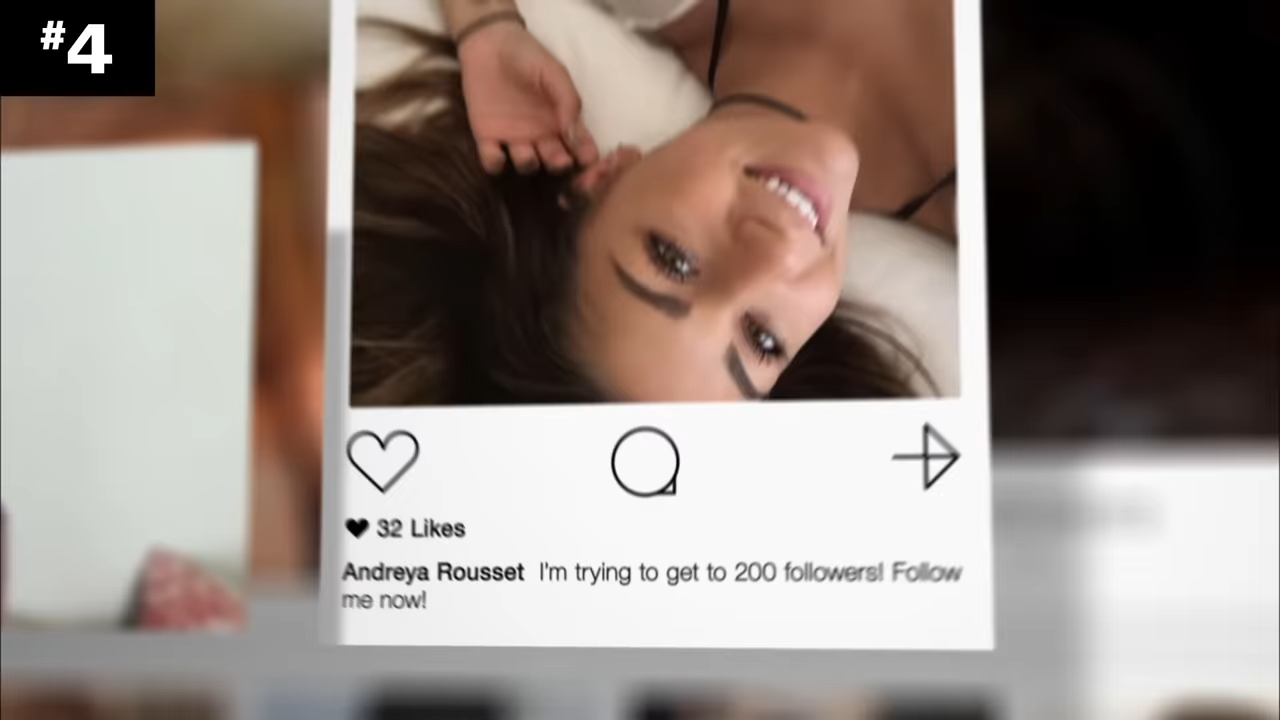 #4
32 Likes
Andreya Rousset I'm trying to get to 200 followers! Follow
me now!